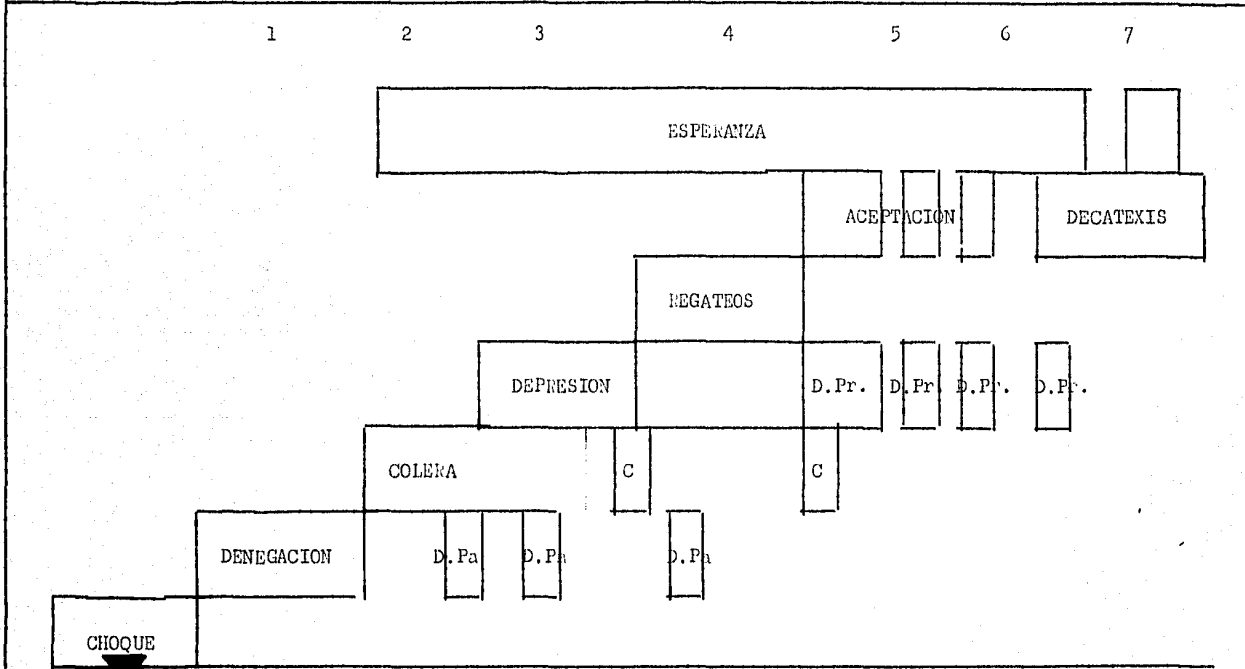 1 2 3 4 5 6 7
ESPERANZA
ACEPTACION DECATEXIS
REGATEOS
DEPRESION D.Pr. D.Pr. D.Pr. D.Pr.
COLERA C C
DENEGACION D.Pa D.Pa D.Pa
CHOQUE